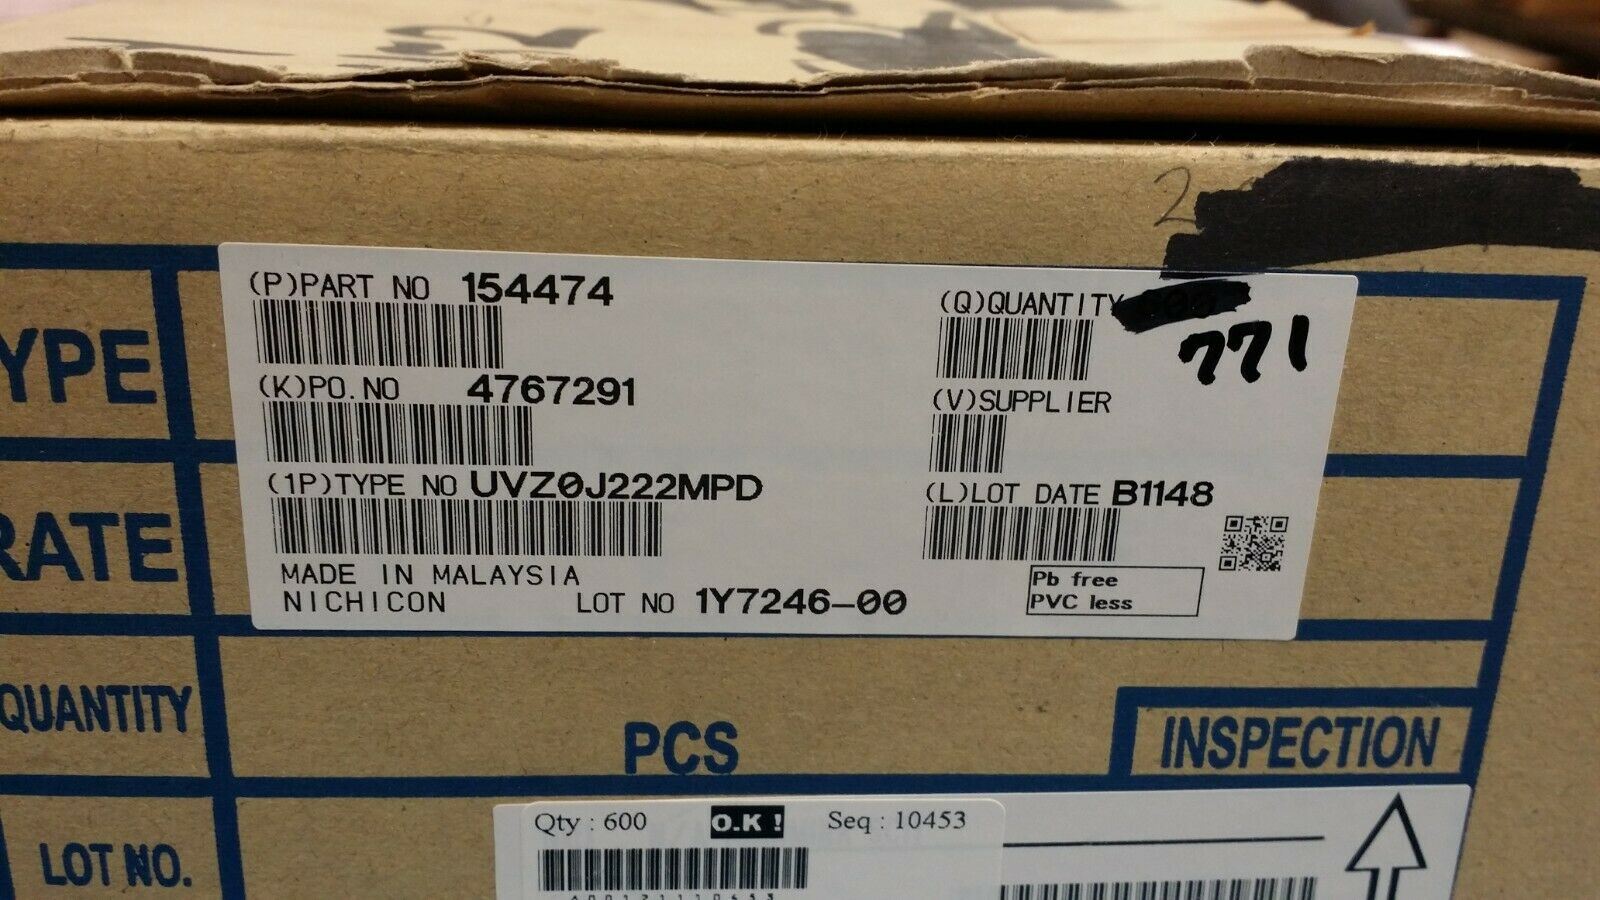 2
(P)PART NO 154474
(Q)QUANTITY
771
YPE
(K)PO.NO 4767291
(V)SUPPLIER
(1P)TYPE NO UVZ0J222MPD
(L)LOT DATE B1148
RATE
MADE IN MALAYSIA
Pb free
NICHICON LOT NO 1Y7246-00
PVC less
QUANTITY
PCS
INSPECTION
Qty : 600 O.K ! Seq : 10453
LOT NO.